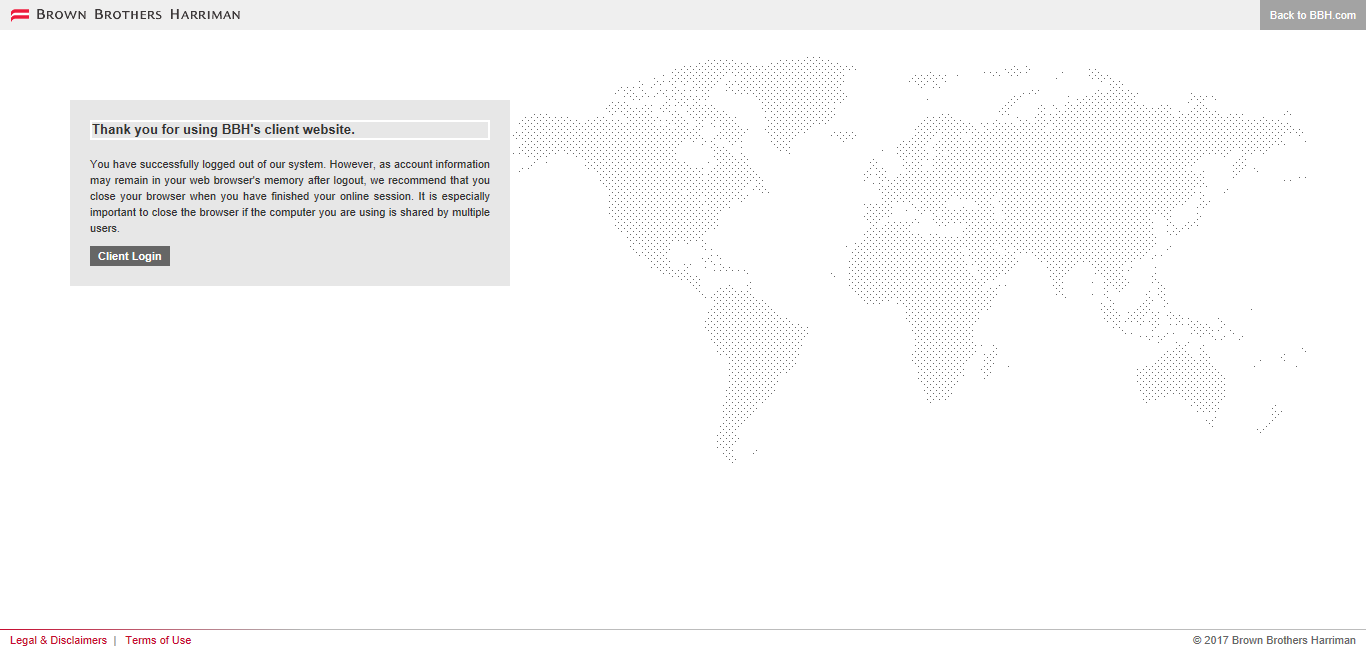 Brown Brothers Harriman
Back to BBH.com
Thank you for using BBH's client website.
You have successfully logged out of our system. However, as account information
may remain in your web browser's memory after logout, we recommend that you
close your browser when you have finished your online session. It is especially
important to close the browser if the computer you are using is shared by multiple
users.
Client Login
Legal & Disclaimers | Terms of Use
© 2017 Brown Brothers Harriman